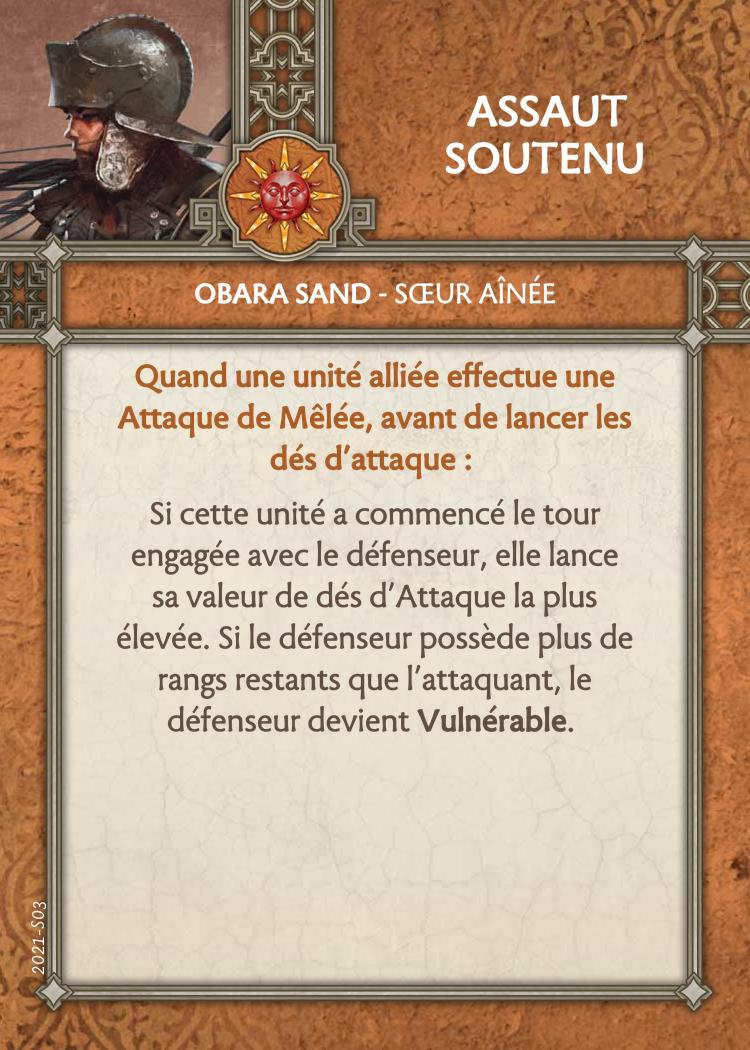 ASSAUT
SOUTENU
OBARA SAND - SŒUR AÎNÉE
Quand une unité alliée effectue une
Attaque de Mêlée, avant de lancer les
dés d'attaque :
Si cette unité a commencé le tour
engagée avec le défenseur, elle lance
sa valeur de dés d'Attaque la plus
élevée. Si le défenseur possède plus de
rangs restants que l'attaquant, le
défenseur devient Vulnérable.
2021-S03